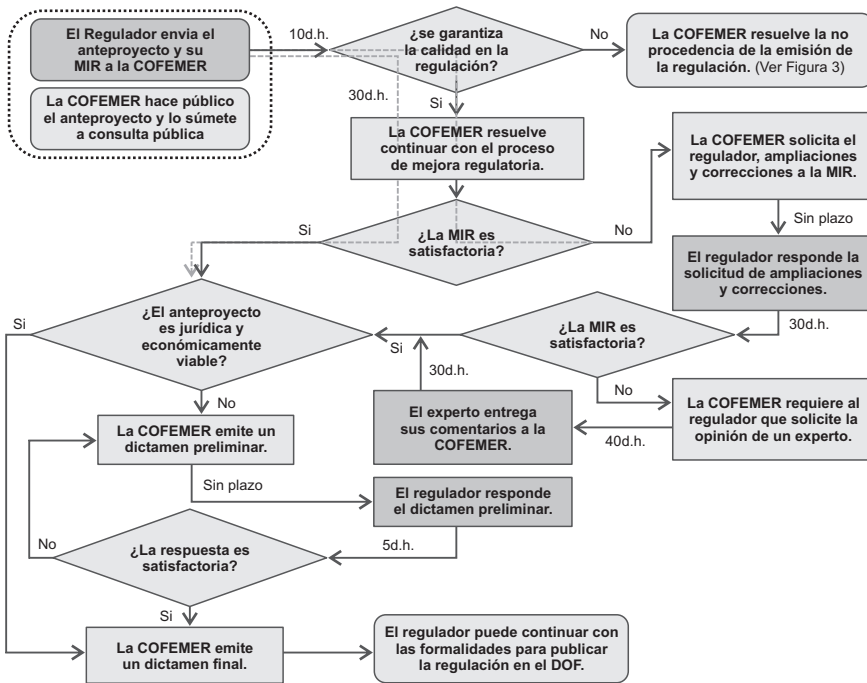 El Regulador envia el
anteproyecto y su
MIR a la COFEMER
La COFEMER hace público
el anteproyecto y lo súmete
a consulta pública
10d.h.
30d.h.
¿se garantiza
la calidad en la
regulación?
No
La COFEMER resuelve la no
procedencia de la emisión de
la regulación. (Ver Figura 3)
Si
La COFEMER resuelve
continuar con el proceso
de mejora regulatoria.
La COFEMER solicita el
regulador, ampliaciones
y correcciones a la MIR.
Si
¿La MIR es
satisfactoria?
No
Sin plazo
El regulador responde la
solicitud de ampliaciones
y correcciones.
30d.h.
Si
¿El anteproyecto
es jurídica y
económicamente
viable?
Si
¿La MIR es
satisfactoria?
30d.h.
No
No
La COFEMER emite un
dictamen preliminar.
El experto entrega
sus comentarios a la
COFEMER.
40d.h.
La COFEMER requiere al
regulador que solicite la
opinión de un experto.
Sin plazo
El regulador responde
el dictamen preliminar.
No
¿La respuesta es
satisfactoria?
5d.h.
Si
La COFEMER emite
un dictamen final.
El regulador puede continuar con
las formalidades para publicar
la regulación en el DOF.